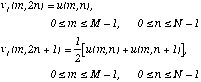 v₁(m,2n) = u(m,n),
0 ≤ m ≤ M−1, 0 ≤ n ≤ N−1
v₁(m,2n+1) = 1/2[u(m,n)+u(m,n+1)],
0 ≤ m ≤ M−1, 0 ≤ n ≤ N−1